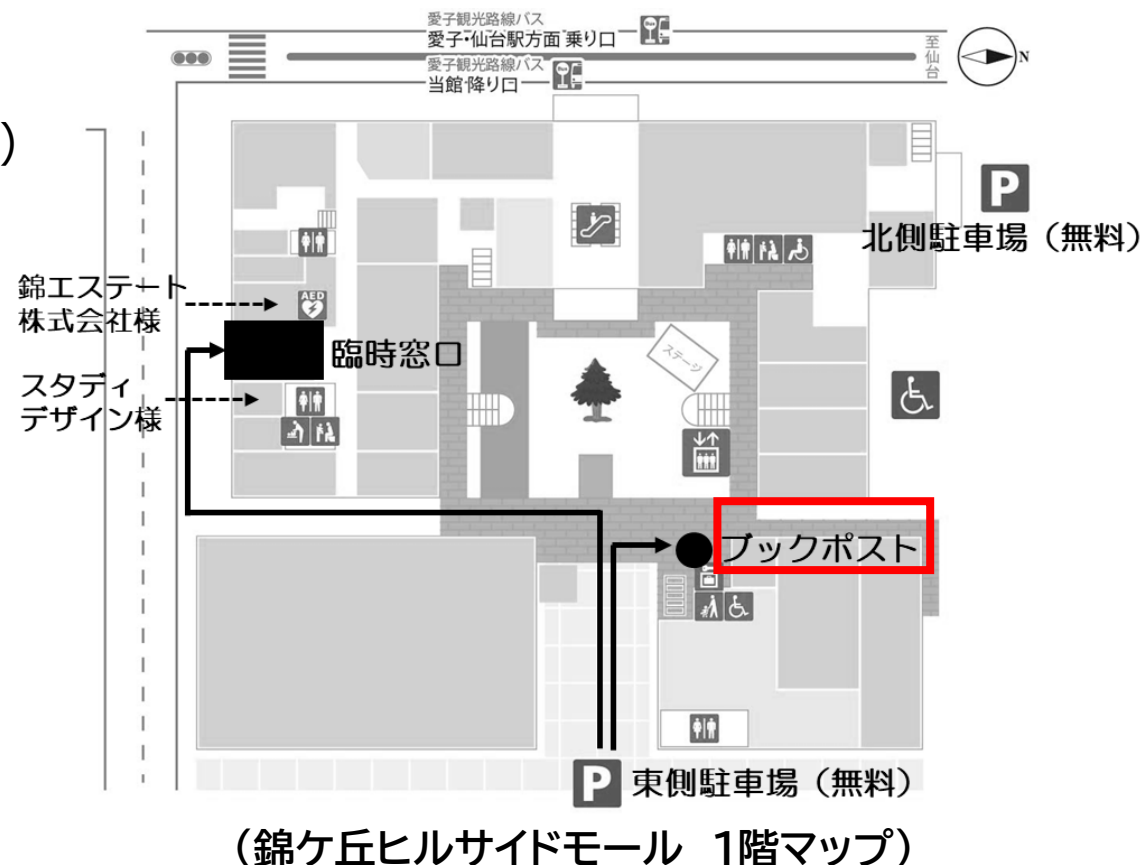 愛子観光路線バス
愛子・仙台駅方面 乗り口
愛子観光路線バス
当館 降り口
至仙台
N
)
P
北側駐車場（無料）
錦エステート
株式会社様
AED
臨時窓口
ステージ
スタディ
デザイン様
ブックポスト
P 東側駐車場（無料）
（錦ケ丘ヒルサイドモール　1階マップ）